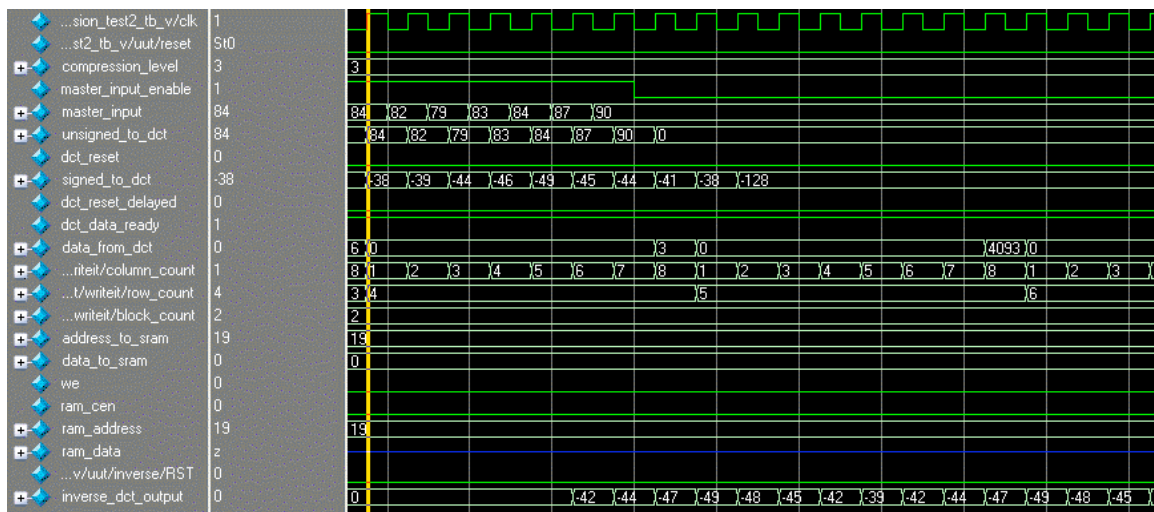 ...sion_test2_tb_v/clk 1
...st2_tb_v/uut/reset St0
compression_level 3 3
master_input_enable 1
master_input 84 84 82 79 83 84 87 90
unsigned_to_dct 84 84 82 79 83 84 87 90 0
dct_reset 0
signed_to_dct -38 -38 -39 -44 -46 -49 -45 -44 -41 -38 -128
dct_reset_delayed 0
dct_data_ready 1
data_from_dct 0 6 0 3 0 4093 0
...riteit/column_count 1 8 1 2 3 4 5 6 7 8 1 2 3 4 5 6 7 8 1 2 3
...t/writeit/row_count 4 3 4 5 6
...writeit/block_count 2 2
address_to_sram 19 19
data_to_sram 0 0
we 0
ram_cen 0
ram_address 19 19
ram_data z
...v/uut/inverse/RST 0
inverse_dct_output 0 0 -42 -44 -47 -49 -48 -45 -42 -39 -42 -44 -47 -49 -48 -45